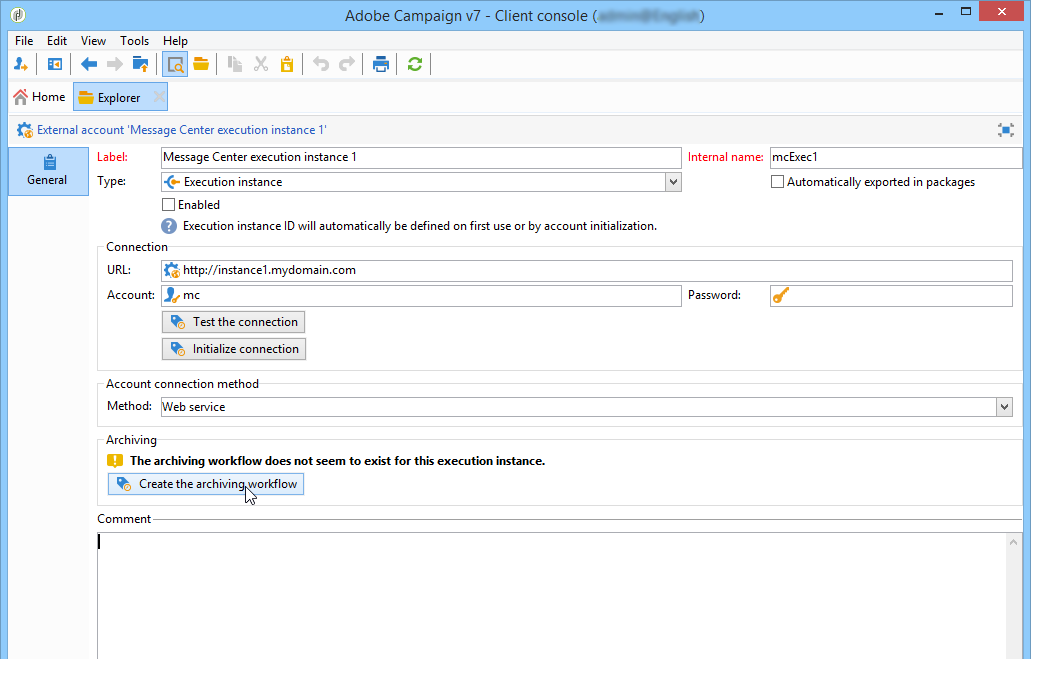 Adobe Campaign v7 - Client console ( )
File Edit View Tools Help
Home Explorer
External account 'Message Center execution instance 1'
General
Label: Message Center execution instance 1 Internal name: mcExec1
Type: Execution instance Automatically exported in packages
Enabled
? Execution instance ID will automatically be defined on first use or by account initialization.
Connection
URL: http://instance1.mydomain.com
Account: mc Password:
Test the connection
Initialize connection
Account connection method
Method: Web service
Archiving
! The archiving workflow does not seem to exist for this execution instance.
Create the archiving workflow
Comment